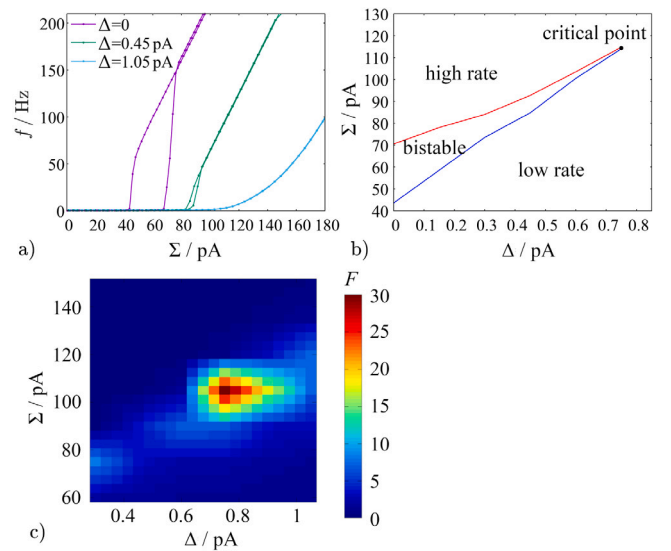 200
150
100
50
0
f / Hz
Δ=0
Δ=0.45 pA
Δ=1.05 pA
0 20 40 60 80 100 120 140 160 180
a)
Σ / pA
130
120
110
100
90
80
70
60
50
40
Σ / pA
critical point
high rate
bistable
low rate
0 0.1 0.2 0.3 0.4 0.5 0.6 0.7 0.8
b)
Δ / pA
140
120
100
80
60
Σ / pA
0.4 0.6 0.8 1
c)
Δ / pA
F
30
25
20
15
10
5
0